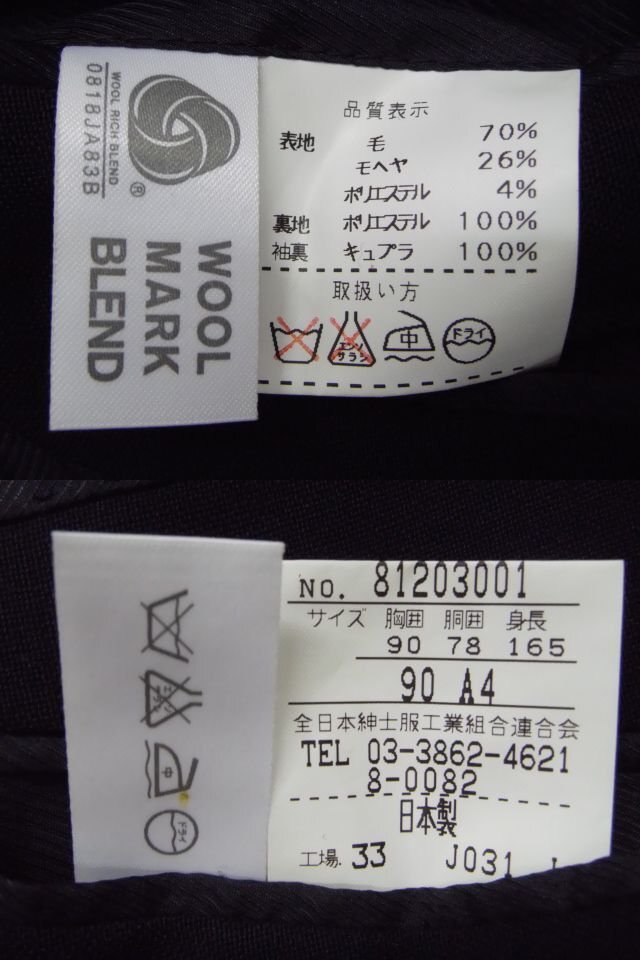 WOOL RICH BLEND
0818JA83B
®
WOOL
MARK
BLEND
品質表示
表地 毛 70%
モヘヤ 26%
ポリエステル 4%
裏地 ポリエステル 100%
袖裏 キュプラ 100%
取扱い方
エンソサラシ 中 ドライ
エンソサラシ
中
ドライ
NO. 81203001
サイズ 胸囲 胴囲 身長
90 78 165
90 A4
全日本紳士服工業組合連合会
TEL 03-3862-4621
8-0082
日本製
工場. 33 J031